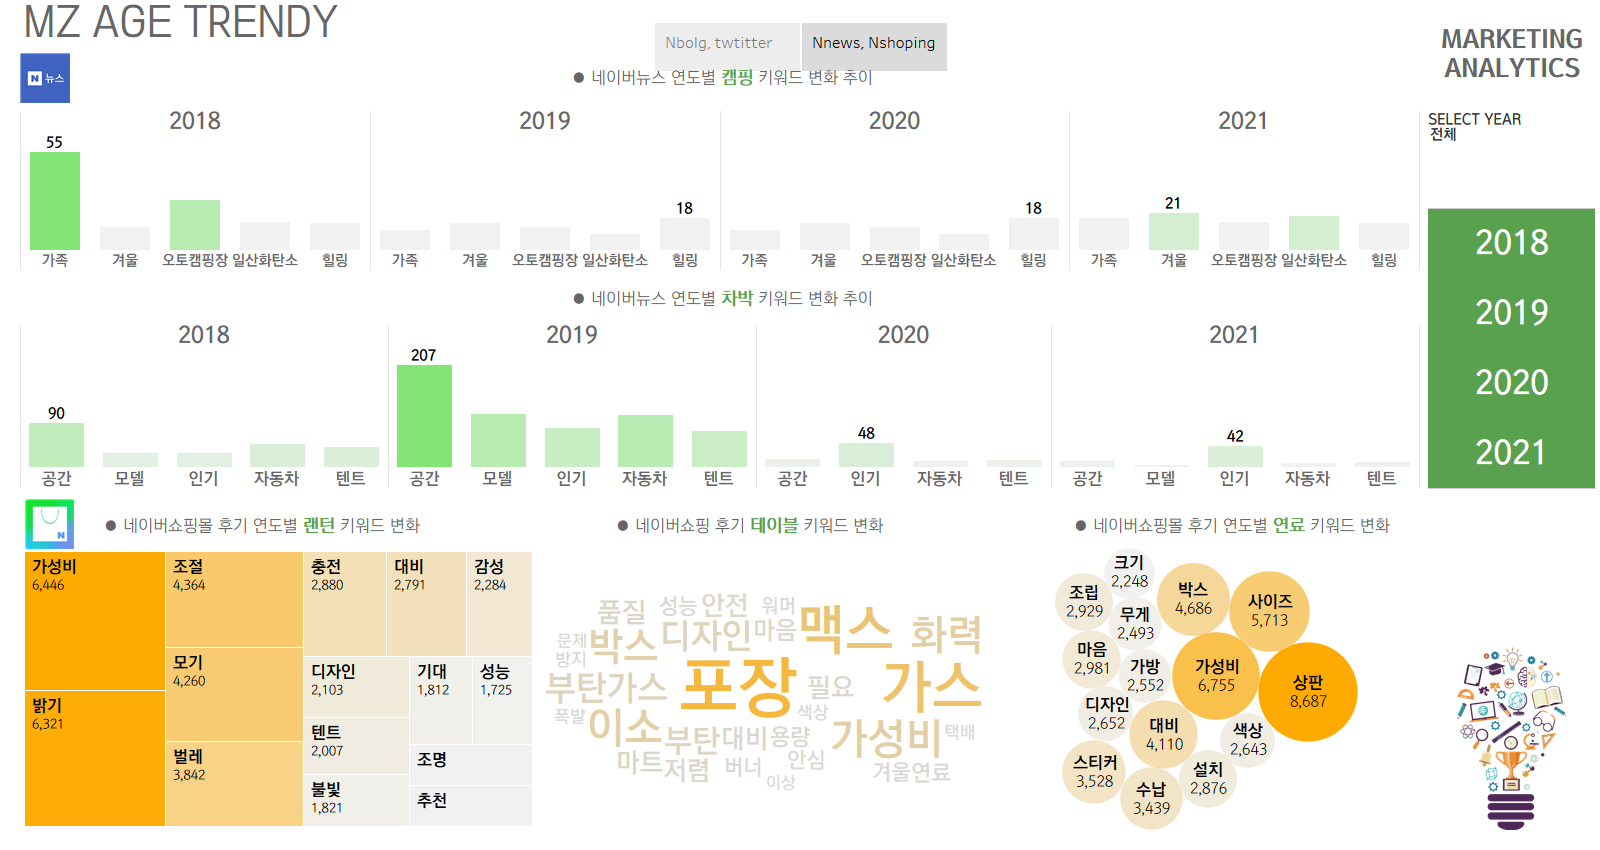 MZ AGE TRENDY
Nbolg, twtitter
Nnews, Nshoping
MARKETING
ANALYTICS
N 뉴스
● 네이버뉴스 연도별 캠핑 키워드 변화 추이
SELECT YEAR
전체
2018
2019
2020
2021
2018 2019 2020 2021
55
18
18
21
가족 겨울 오토캠핑장 일산화탄소 힐링 가족 겨울 오토캠핑장 일산화탄소 힐링 가족 겨울 오토캠핑장 일산화탄소 힐링 가족 겨울 오토캠핑장 일산화탄소 힐링
● 네이버뉴스 연도별 차박 키워드 변화 추이
2018 2019 2020 2021
90
207
48
42
공간 모델 인기 자동차 텐트 공간 모델 인기 자동차 텐트 공간 인기 자동차 텐트 공간 모델 인기 자동차 텐트
N
● 네이버쇼핑몰 후기 연도별 랜턴 키워드 변화
가성비
6,446
밝기
6,321
조절
4,364
모기
4,260
벌레
3,842
충전
2,880
대비
2,791
감성
2,284
디자인
2,103
텐트
2,007
불빛
1,821
기대
1,812
성능
1,725
조명
추천
● 네이버쇼핑 후기 테이블 키워드 변화
품질 성능 안전 워머
문제 박스 디자인 마음 맥스 화력
방지
부탄가스 포장 필요 가스
폭발 이소 색상
부탄 대비 용량 가성비 택배
마트 저렴 버너 안심 겨울 연료
이상
● 네이버쇼핑몰 후기 연도별 연료 키워드 변화
크기
2,248
조립
2,929
박스
4,686
사이즈
5,713
무게
2,493
마음
2,981
가방
2,552
가성비
6,755
상판
8,687
디자인
2,652
대비
4,110
색상
2,643
스티커
3,528
설치
2,876
수납
3,439